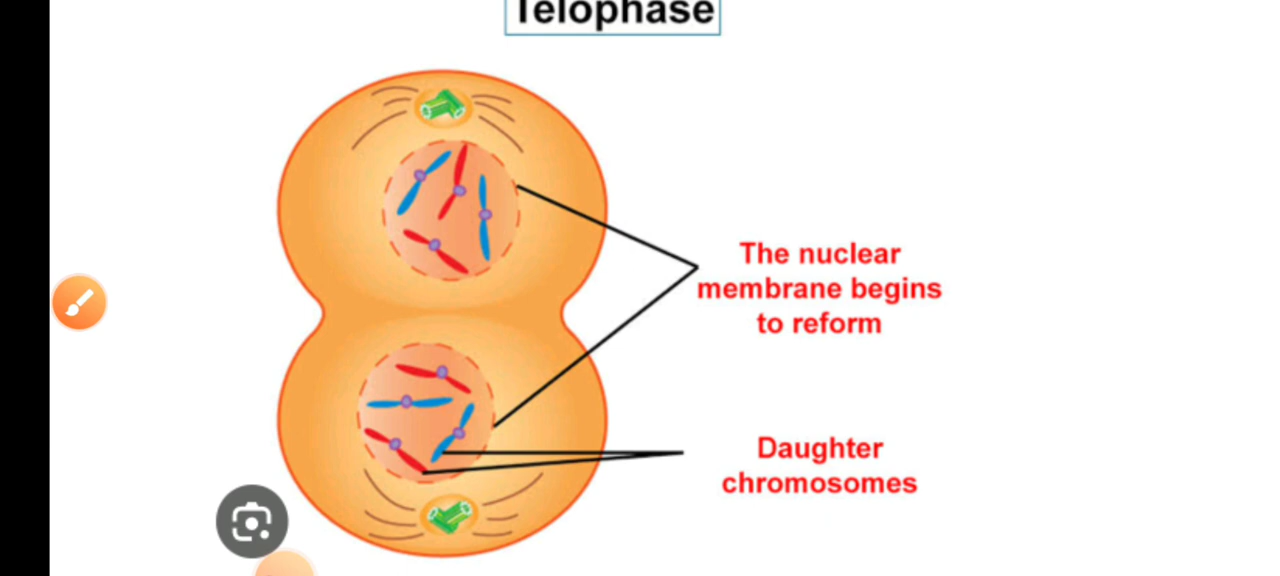 Telophase
The nuclear
membrane begins
to reform
Daughter
chromosomes